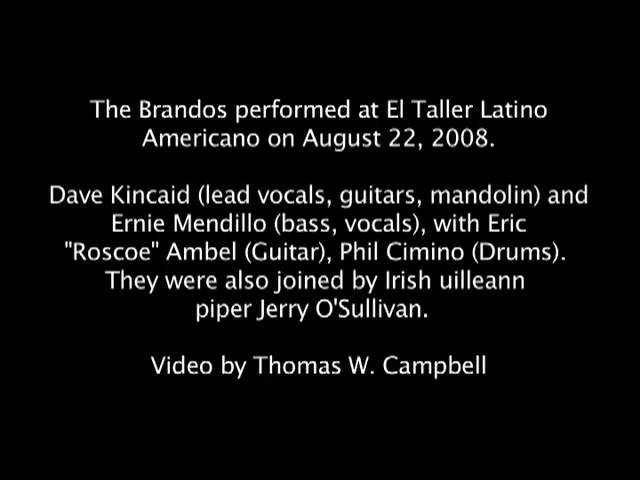 The Brandos performed at El Taller Latino
Americano on August 22, 2008.
Dave Kincaid (lead vocals, guitars, mandolin) and
Ernie Mendillo (bass, vocals), with Eric
"Roscoe" Ambel (Guitar), Phil Cimino (Drums).
They were also joined by Irish uilleann
piper Jerry O'Sullivan.
Video by Thomas W. Campbell